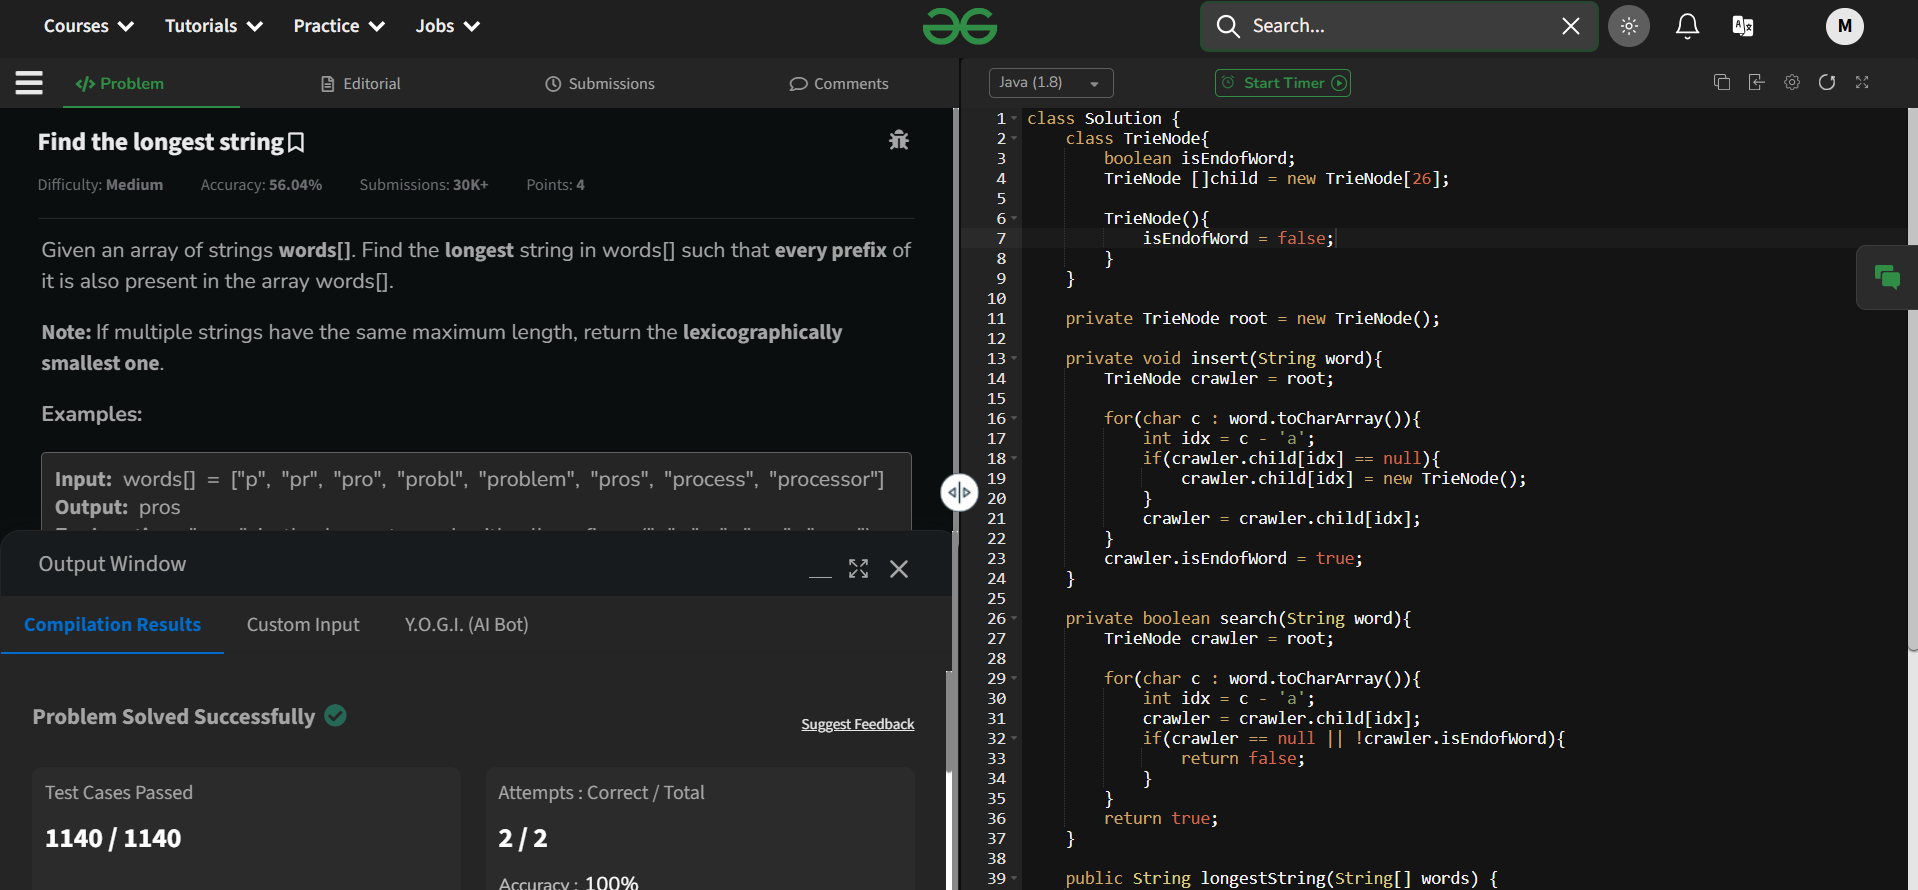 Courses Tutorials Practice Jobs Search... M
Problem Editorial Submissions Comments
Find the longest string
Difficulty: Medium Accuracy: 56.04% Submissions: 30K+ Points: 4
Given an array of strings words[]. Find the longest string in words[] such that every prefix of
it is also present in the array words[].
Note: If multiple strings have the same maximum length, return the lexicographically
smallest one.
Examples:
Input: words[] = ["p", "pr", "pro", "probl", "problem", "pros", "process", "processor"]
Output: pros
Output Window
Compilation Results Custom Input Y.O.G.I. (AI Bot)
Problem Solved Successfully
Suggest Feedback
Test Cases Passed
1140 / 1140
Attempts : Correct / Total
2 / 2
Accuracy : 100%
Java (1.8) Start Timer
1 class Solution {
2     class TrieNode{
3         boolean isEndofWord;
4         TrieNode []child = new TrieNode[26];
5
6         TrieNode(){
7             isEndofWord = false;
8         }
9     }
10
11     private TrieNode root = new TrieNode();
12
13     private void insert(String word){
14         TrieNode crawler = root;
15
16         for(char c : word.toCharArray()){
17             int idx = c - 'a';
18             if(crawler.child[idx] == null){
19                 crawler.child[idx] = new TrieNode();
20             }
21             crawler = crawler.child[idx];
22         }
23         crawler.isEndofWord = true;
24     }
25
26     private boolean search(String word){
27         TrieNode crawler = root;
28
29         for(char c : word.toCharArray()){
30             int idx = c - 'a';
31             crawler = crawler.child[idx];
32             if(crawler == null || !crawler.isEndofWord){
33                 return false;
34             }
35         }
36         return true;
37     }
38
39     public String longestString(String[] words) {